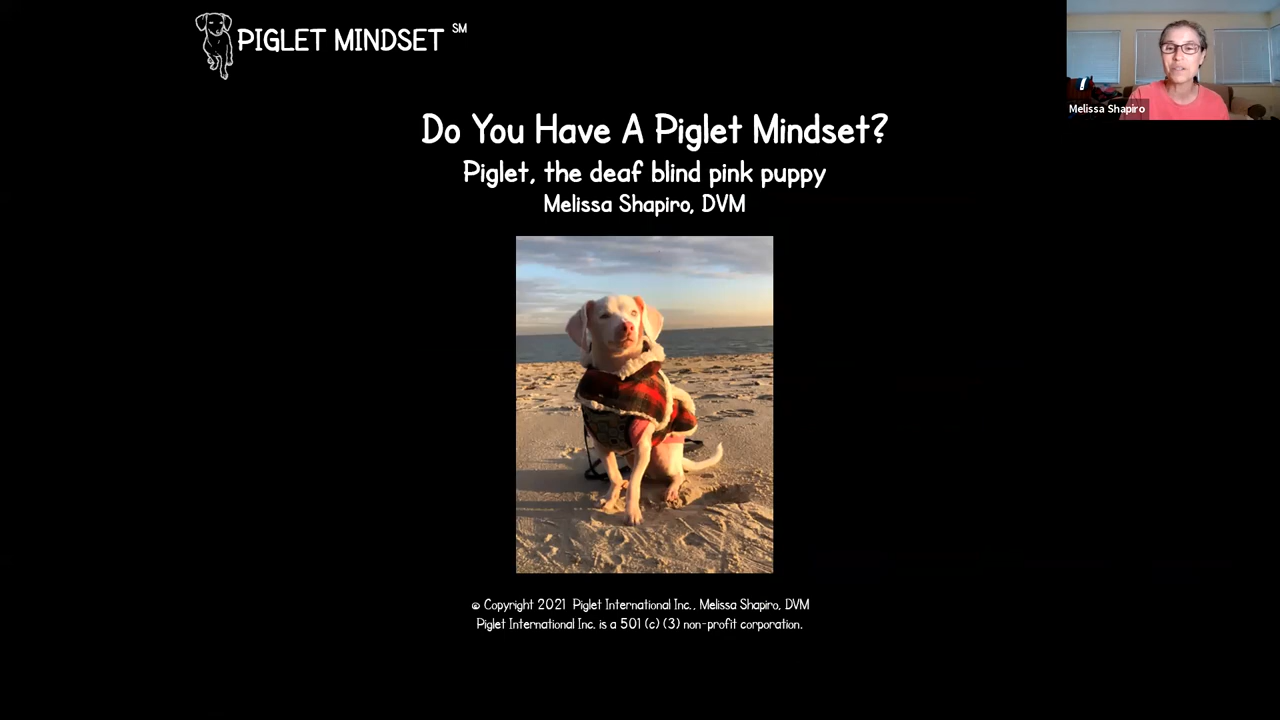 PIGLET MINDSET SM
Melissa Shapiro
Do You Have A Piglet Mindset?
Piglet, the deaf blind pink puppy
Melissa Shapiro, DVM
© Copyright 2021 Piglet International Inc., Melissa Shapiro, DVM
Piglet International Inc. is a 501 (c) (3) non-profit corporation.